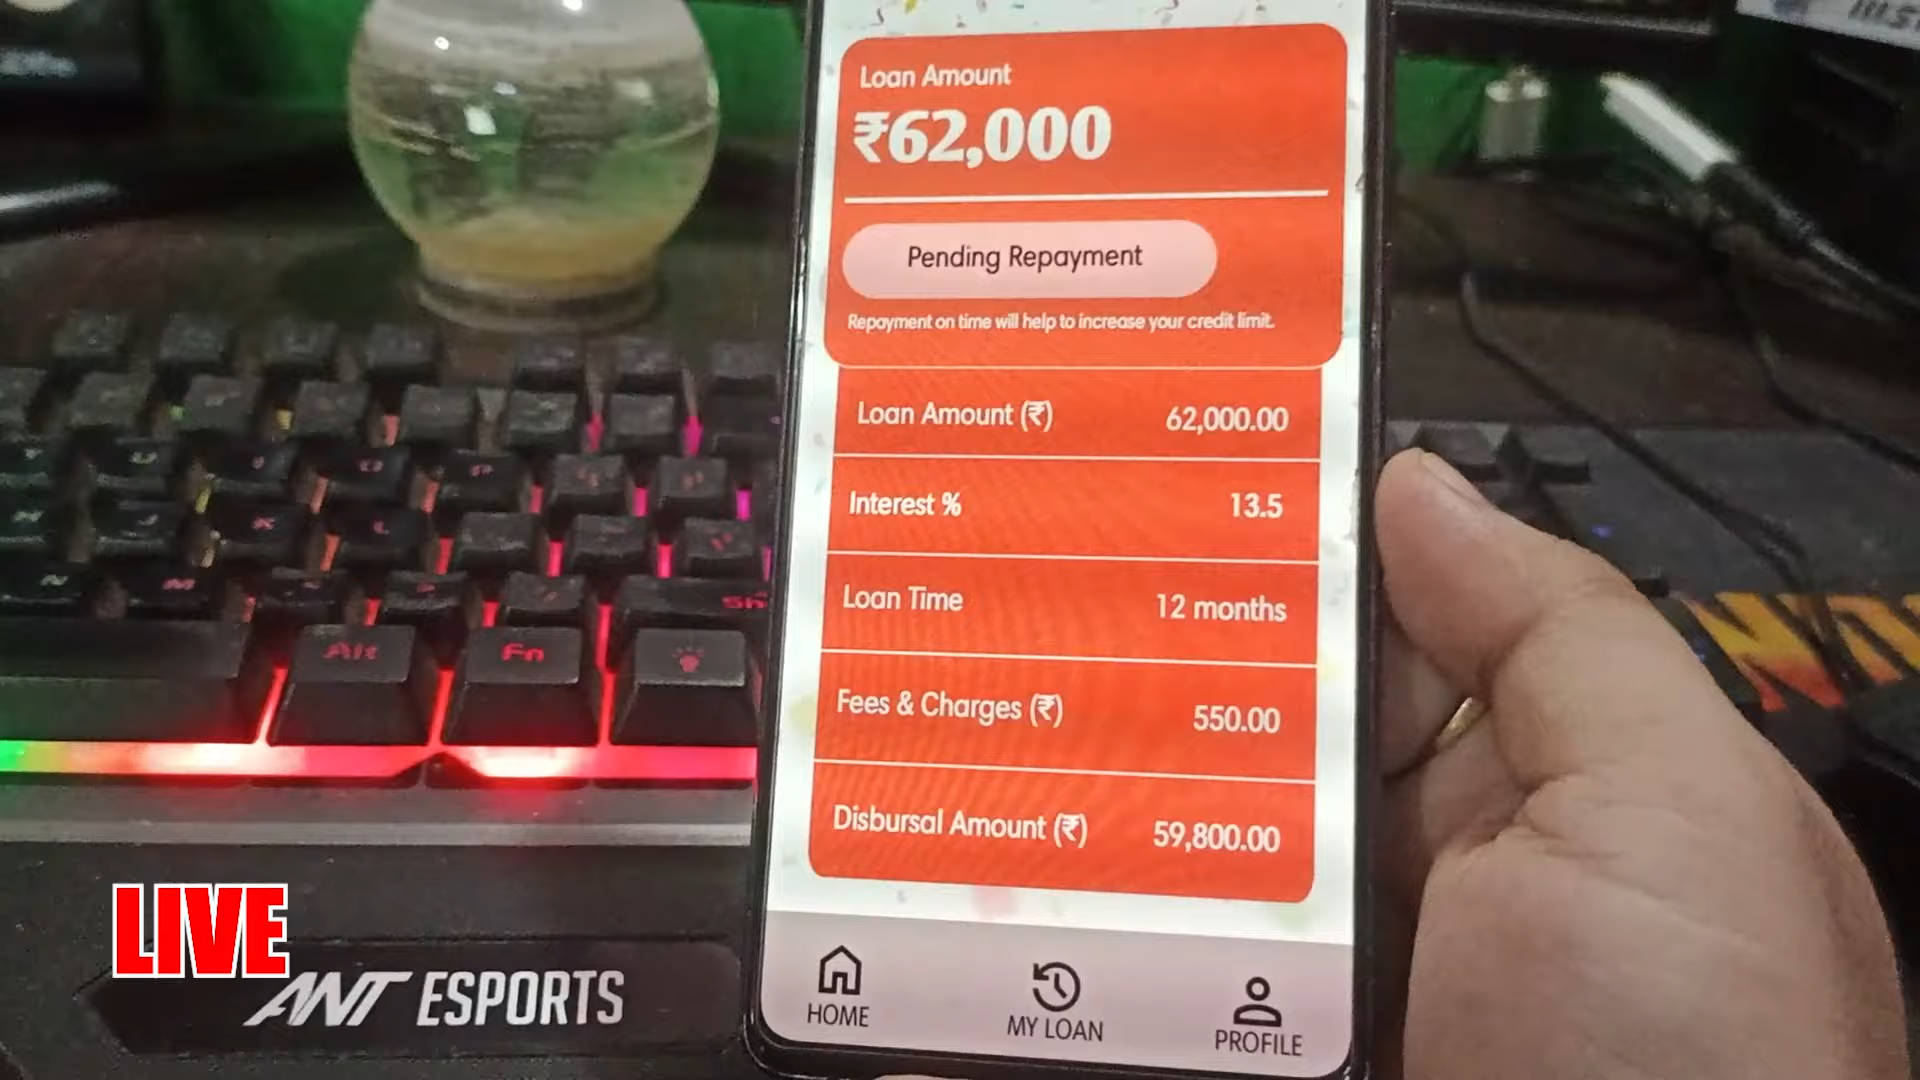 Loan Amount
₹62,000
Pending Repayment
Repayment on time will help to increase your credit limit.
Loan Amount (₹) 62,000.00
Interest % 13.5
Loan Time 12 months
Fees & Charges (₹) 550.00
Disbursal Amount (₹) 59,800.00
HOME
MY LOAN
PROFILE
Alt
Fn
K
L
N
M
LIVE
ANT ESPORTS